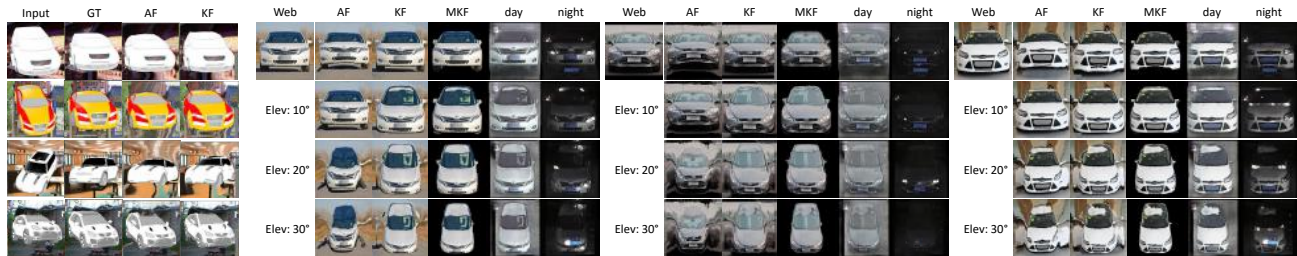 Input GT AF KF Web AF KF MKF day night Web AF KF MKF day night Web AF KF MKF day night
Elev: 10° Elev: 10° Elev: 10°
Elev: 20° Elev: 20° Elev: 20°
Elev: 30° Elev: 30° Elev: 30°